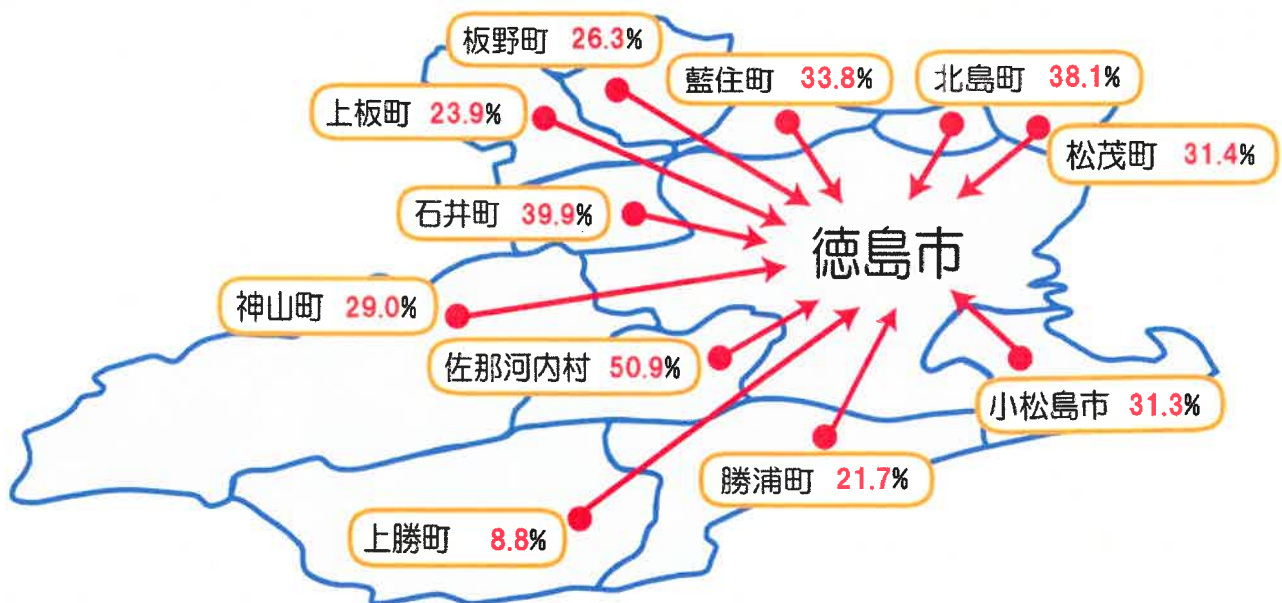 板野町 26.3%
藍住町 33.8%
北島町 38.1%
上板町 23.9%
松茂町 31.4%
石井町 39.9%
徳島市
神山町 29.0%
佐那河内村 50.9%
小松島市 31.3%
勝浦町 21.7%
上勝町 8.8%